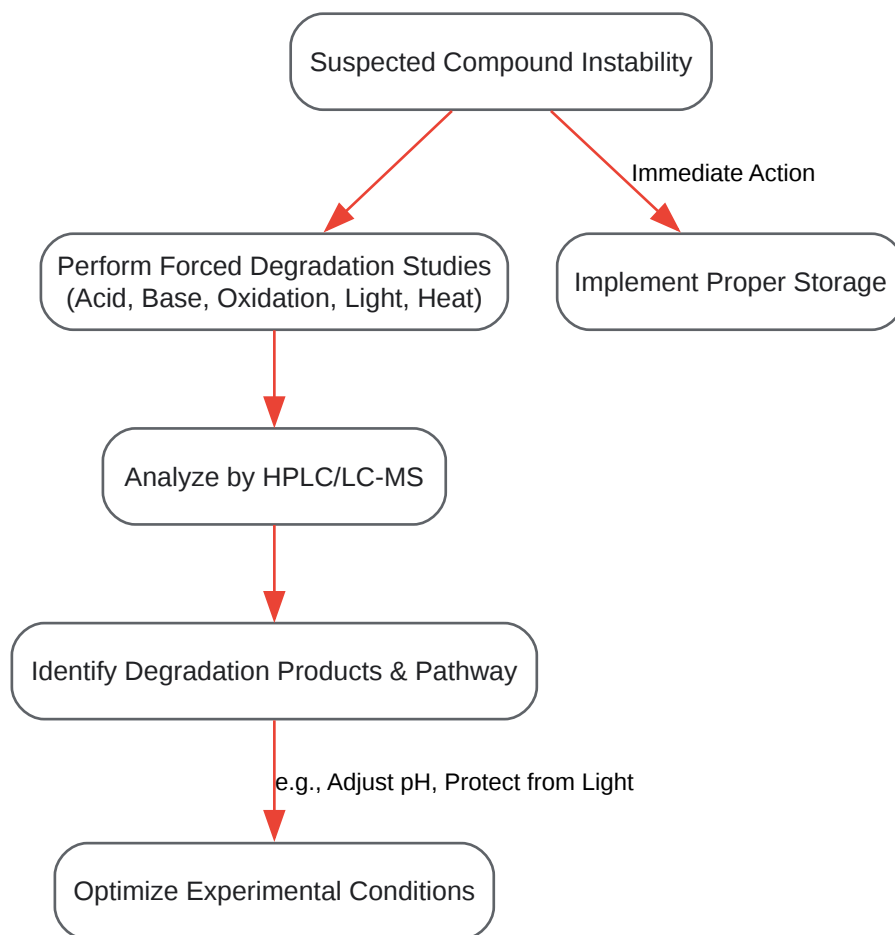 Suspected Compound Instability
Immediate Action
Perform Forced Degradation Studies
(Acid, Base, Oxidation, Light, Heat)
Implement Proper Storage
Analyze by HPLC/LC-MS
Identify Degradation Products & Pathway
e.g., Adjust pH, Protect from Light
Optimize Experimental Conditions